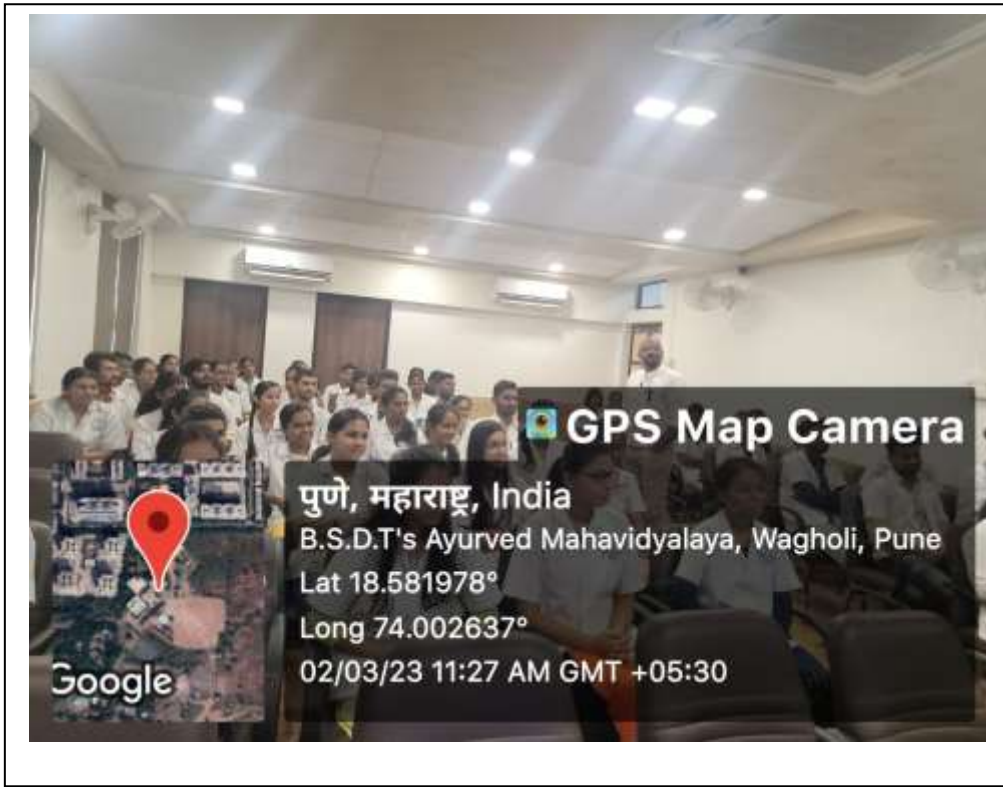 GPS Map Camera
पुणे, महाराष्ट्र, India
B.S.D.T's Ayurved Mahavidyalaya, Wagholi, Pune
Lat 18.581978°
Long 74.002637°
02/03/23 11:27 AM GMT +05:30
Google